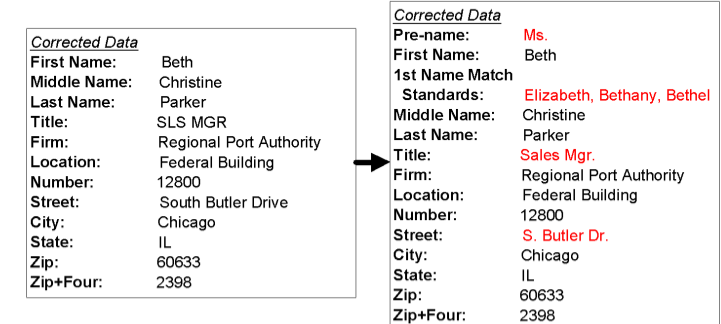 Corrected Data
First Name: Beth
Middle Name: Christine
Last Name: Parker
Title: SLS MGR
Firm: Regional Port Authority
Location: Federal Building
Number: 12800
Street: South Butler Drive
City: Chicago
State: IL
Zip: 60633
Zip+Four: 2398
Corrected Data
Pre-name: Ms.
First Name: Beth
1st Name Match
Standards: Elizabeth, Bethany, Bethel
Middle Name: Christine
Last Name: Parker
Title: Sales Mgr.
Firm: Regional Port Authority
Location: Federal Building
Number: 12800
Street: S. Butler Dr.
City: Chicago
State: IL
Zip: 60633
Zip+Four: 2398